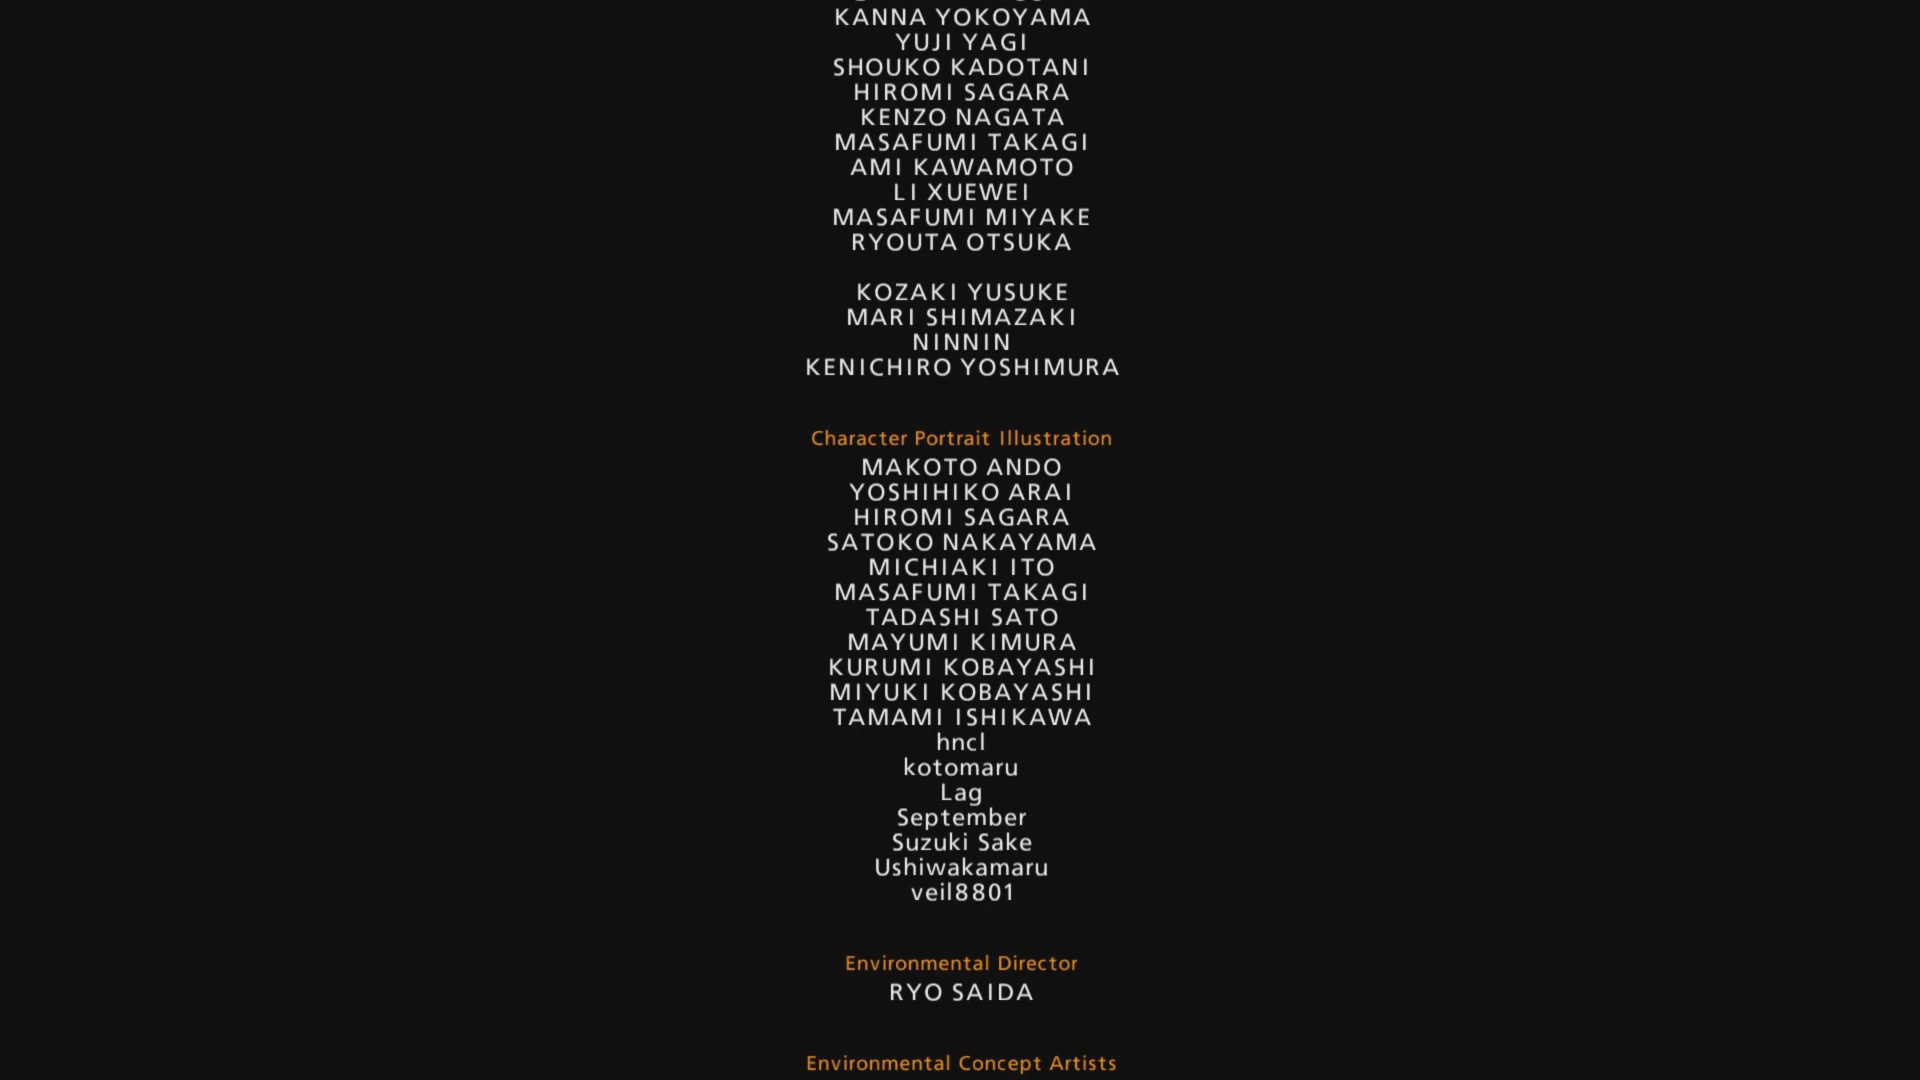 KANNA YOKOYAMA
YUJI YAGI
SHOUKO KADOTANI
HIROMI SAGARA
KENZO NAGATA
MASAFUMI TAKAGI
AMI KAWAMOTO
LI XUEWEI
MASAFUMI MIYAKE
RYOUTA OTSUKA
KOZAKI YUSUKE
MARI SHIMAZAKI
NINNIN
KENICHIRO YOSHIMURA
Character Portrait Illustration
MAKOTO ANDO
YOSHIHIKO ARAI
HIROMI SAGARA
SATOKO NAKAYAMA
MICHIAKI ITO
MASAFUMI TAKAGI
TADASHI SATO
MAYUMI KIMURA
KURUMI KOBAYASHI
MIYUKI KOBAYASHI
TAMAMI ISHIKAWA
hncl
kotomaru
Lag
September
Suzuki Sake
Ushiwakamaru
veil8801
Environmental Director
RYO SAIDA
Environmental Concept Artists